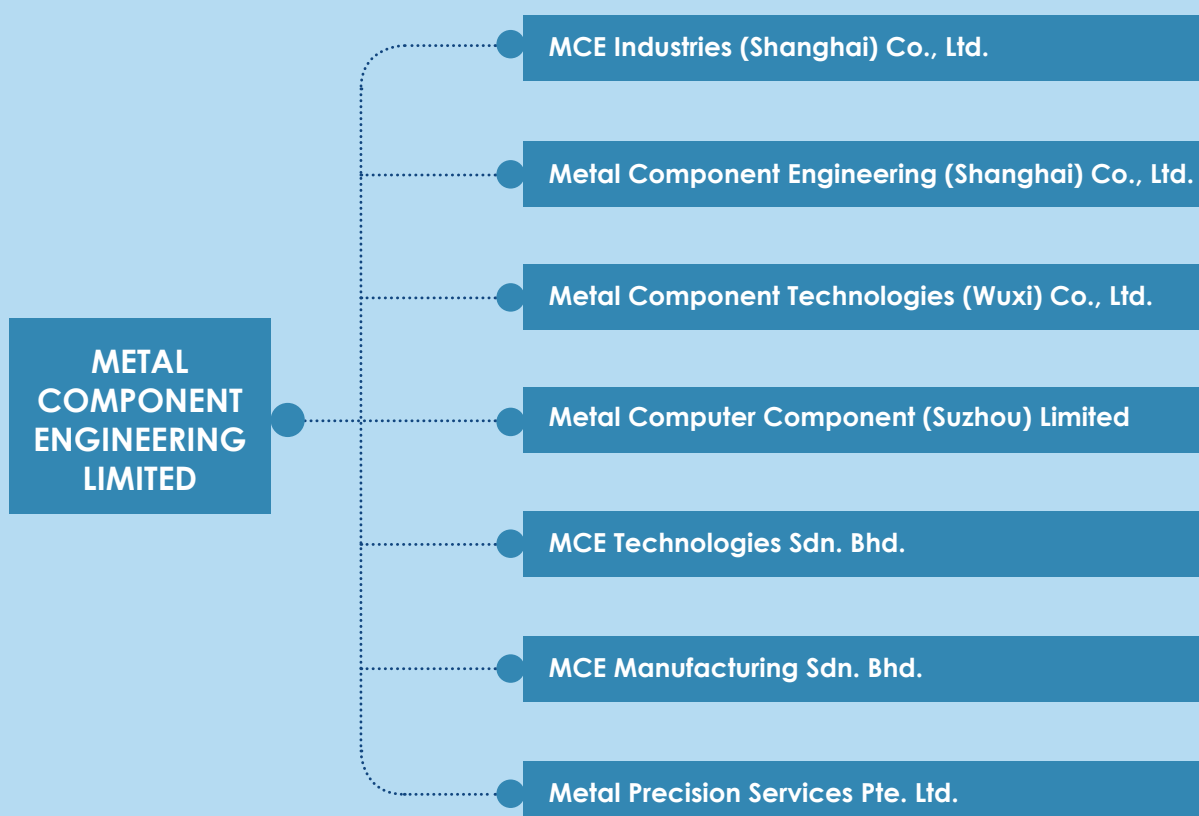 MCE Industries (Shanghai) Co., Ltd.
Metal Component Engineering (Shanghai) Co., Ltd.
Metal Component Technologies (Wuxi) Co., Ltd.
METAL
COMPONENT
ENGINEERING
LIMITED
Metal Computer Component (Suzhou) Limited
MCE Technologies Sdn. Bhd.
MCE Manufacturing Sdn. Bhd.
Metal Precision Services Pte. Ltd.